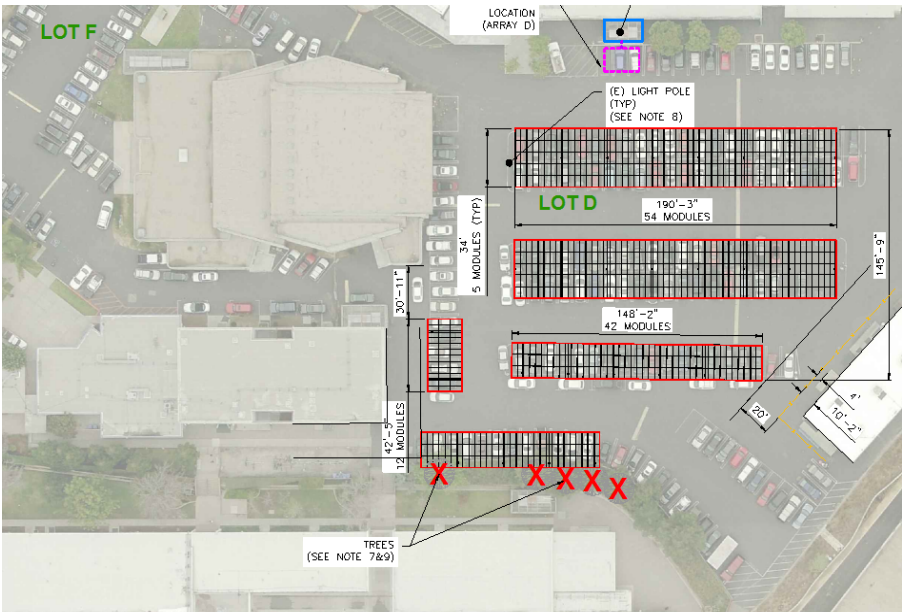 LOCATION
(ARRAY D)
LOT F
(E) LIGHT POLE
(TYP)
(SEE NOTE 8)
LOT D
190'-3"
54 MODULES
34'
5 MODULES (TYP)
145'-9"
30'-11"
148'-2"
42 MODULES
42'-5"
12 MODULES
4'
20'
10'-2"
X X X X X
TREES
(SEE NOTE 7&9)